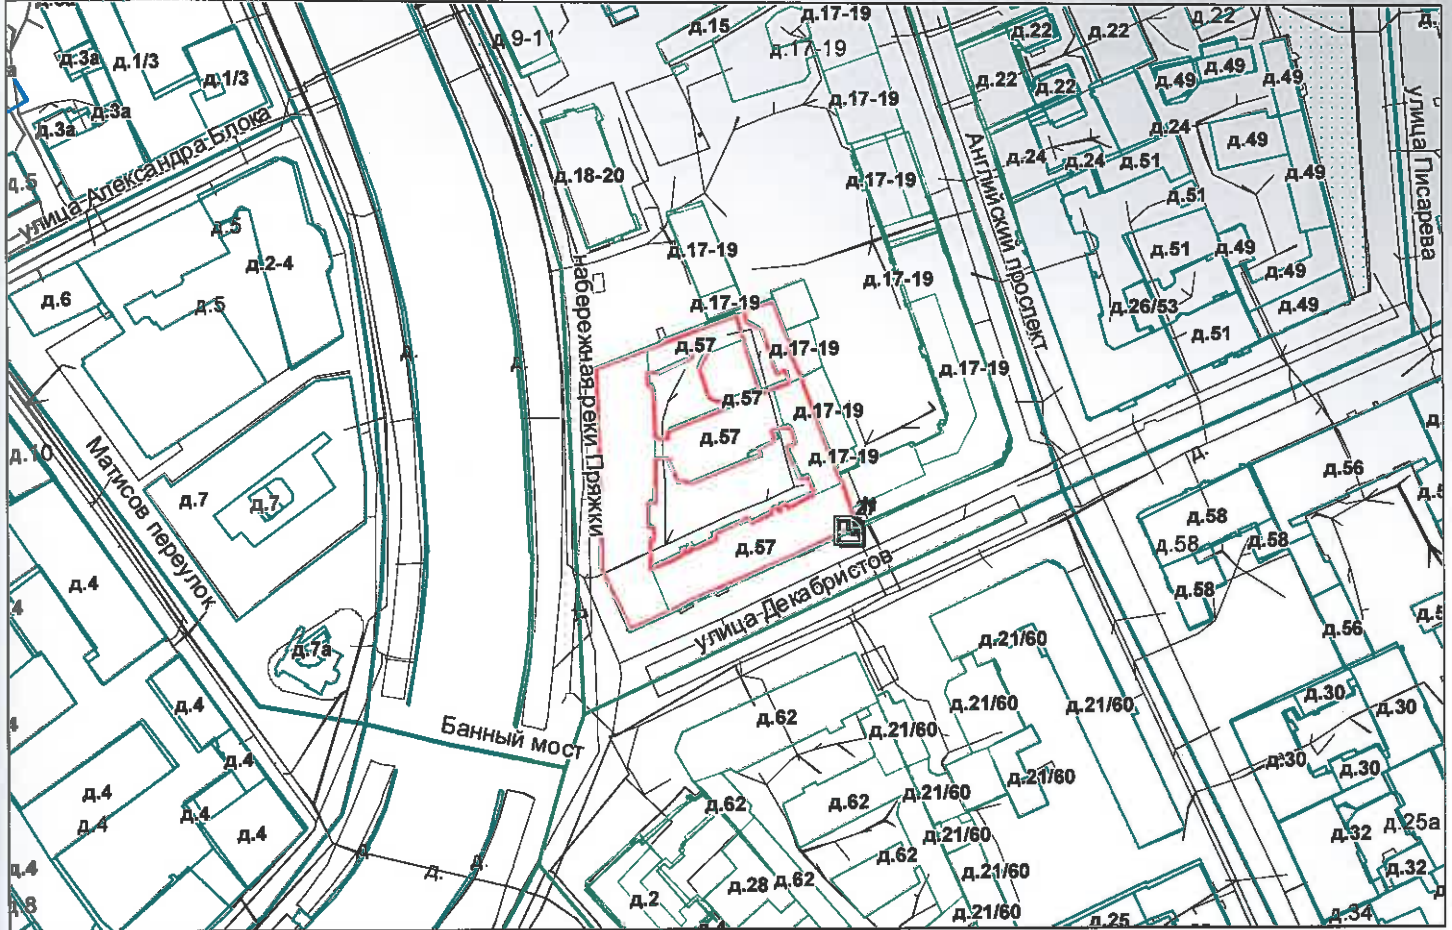 д.3а
д.1/3
д.1/3
д.3а
д.3а
улица Александра Блока
д.5
д.5
д.2-4
д.5
д.6
д.9-11
д.15
д.17-19
д.17-19
д.17-19
д.18-20
д.17-19
д.17-19
д.17-19
д.17-19
д.22
д.22
д.22
д.22
д.22
д.49
д.49
д.49
д.24
д.49
д.24
д.24
д.51
д.49
д.51
д.51
д.49
д.49
д.49
д.26/53
д.51
улица Писарева
Английский проспект
набережная реки Пряжки
д.57
д.17-19
д.17-19
д.57
д.57
д.17-19
д.17-19
д.57
д.
д.
д.10
Матисов переулок
д.7
д.7
д.4
д.7а
улица Декабристов
д.
д.56
д.58
д.58
д.58
д.58
д.56
д.21/60
д.21/60
д.21/60
д.62
д.21/60
д.30
д.30
д.30
д.30
Банный мост
д.4
д.4
д.4
д.4
д.4
д.4
д.4
д.8
д.62
д.62
д.21/60
д.21/60
д.21/60
д.32
д.25а
д.62
д.21/60
д.32
д.
д.
д.
д.28
д.62
д.2
д.21/60
д.25
д.34